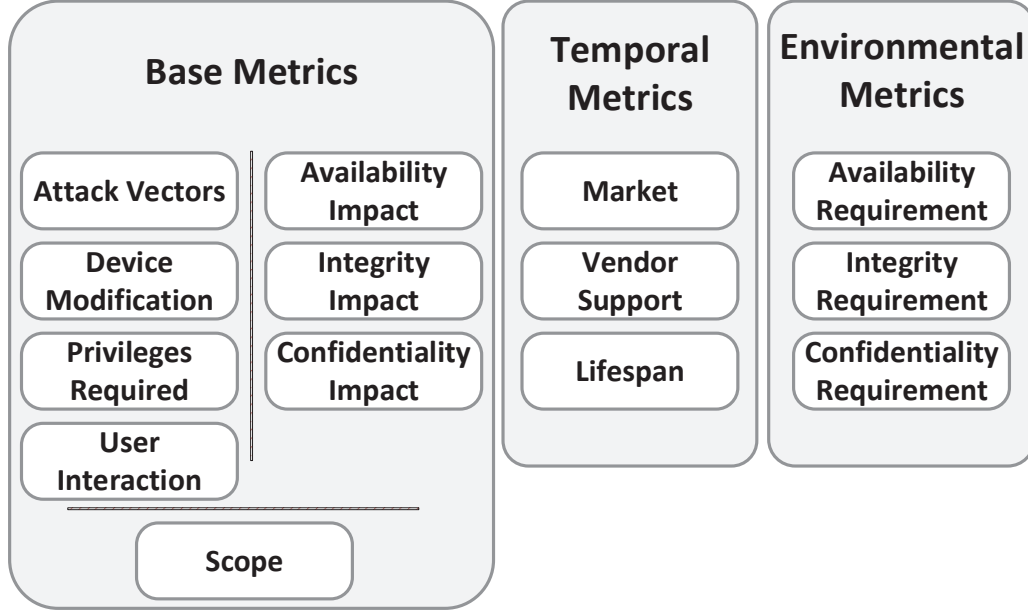 Base Metrics
Attack Vectors
Device
Modification
Privileges
Required
User
Interaction
Availability
Impact
Integrity
Impact
Confidentiality
Impact
Scope
Temporal
Metrics
Market
Vendor
Support
Lifespan
Environmental
Metrics
Availability
Requirement
Integrity
Requirement
Confidentiality
Requirement